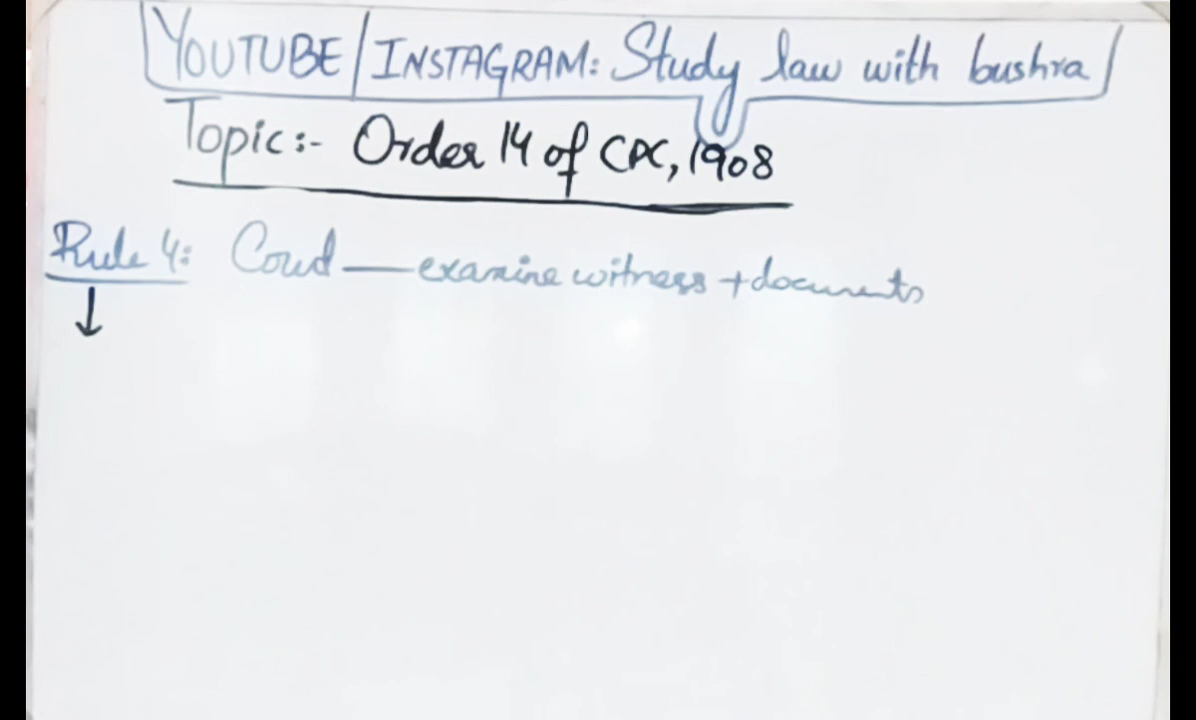 YOUTUBE/INSTAGRAM: Study law with bushra
Topic:- Order 14 of CPC, 1908
Rule 4: Court — examine witness + documents